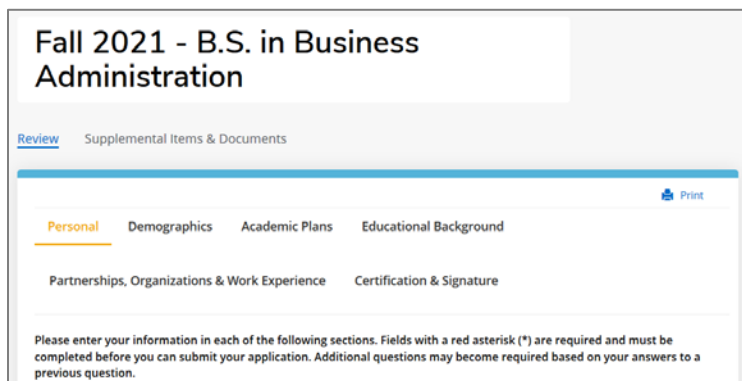 Fall 2021 - B.S. in Business
Administration
Review Supplemental Items & Documents
Print
Personal Demographics Academic Plans Educational Background
Partnerships, Organizations & Work Experience Certification & Signature
Please enter your information in each of the following sections. Fields with a red asterisk (*) are required and must be
completed before you can submit your application. Additional questions may become required based on your answers to a
previous question.